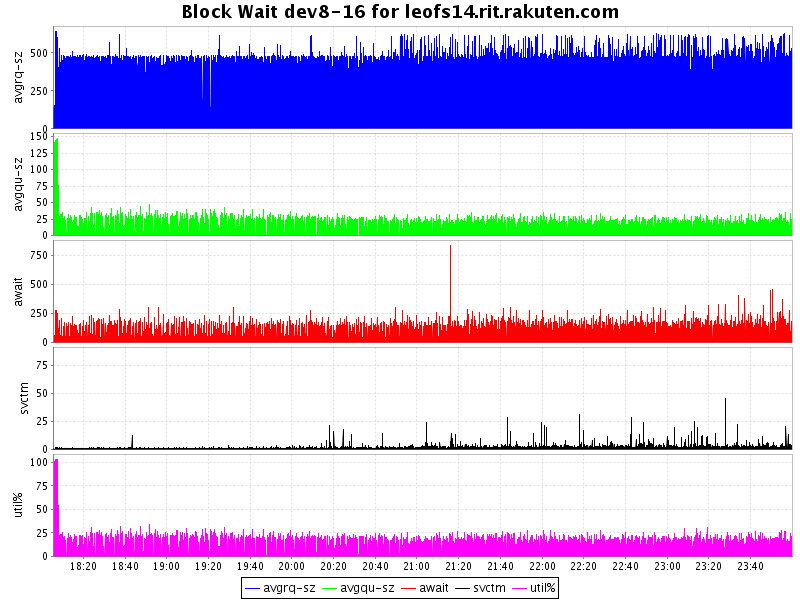 Block Wait dev8-16 for leofs14.rit.rakuten.com
avgrq-sz
500
250
0
avgqu-sz
150
125
100
75
50
25
0
await
750
500
250
0
svctm
75
50
25
0
util%
100
75
50
25
0
18:20 18:40 19:00 19:20 19:40 20:00 20:20 20:40 21:00 21:20 21:40 22:00 22:20 22:40 23:00 23:20 23:40
avgrq-sz avgqu-sz await svctm util%